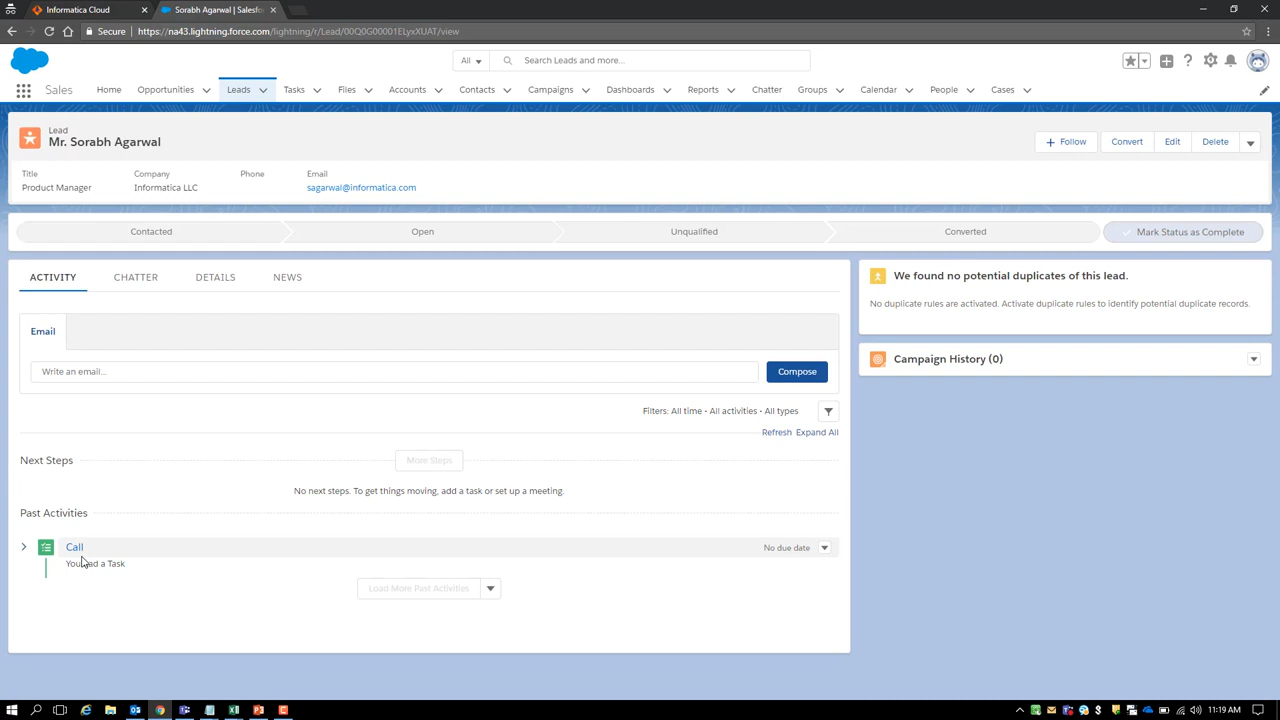 Informatica Cloud
Sorabh Agarwal | Salesfo
Secure https://na43.lightning.force.com/lightning/r/Lead/00Q0G00001ELyxXUAT/view
All Search Leads and more...
Sales Home Opportunities Leads Tasks Files Accounts Contacts Campaigns Dashboards Reports Chatter Groups Calendar People Cases
Lead
Mr. Sorabh Agarwal
Follow Convert Edit Delete
Title Company Phone Email
Product Manager Informatica LLC sagarwal@informatica.com
Contacted Open Unqualified Converted Mark Status as Complete
ACTIVITY CHATTER DETAILS NEWS
We found no potential duplicates of this lead.
No duplicate rules are activated. Activate duplicate rules to identify potential duplicate records.
Email
Campaign History (0)
Write an email... Compose
Filters: All time • All activities • All types
Refresh Expand All
Next Steps More Steps
No next steps. To get things moving, add a task or set up a meeting.
Past Activities
Call No due date
You had a Task
Load More Past Activities
11:19 AM